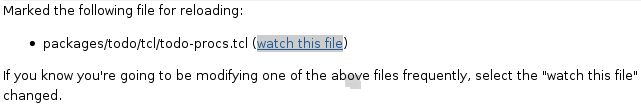 Marked the following file for reloading:
• packages/todo/tcl/todo-procs.tcl (watch this file)
If you know you're going to be modifying one of the above files frequently, select the "watch this file"
changed.